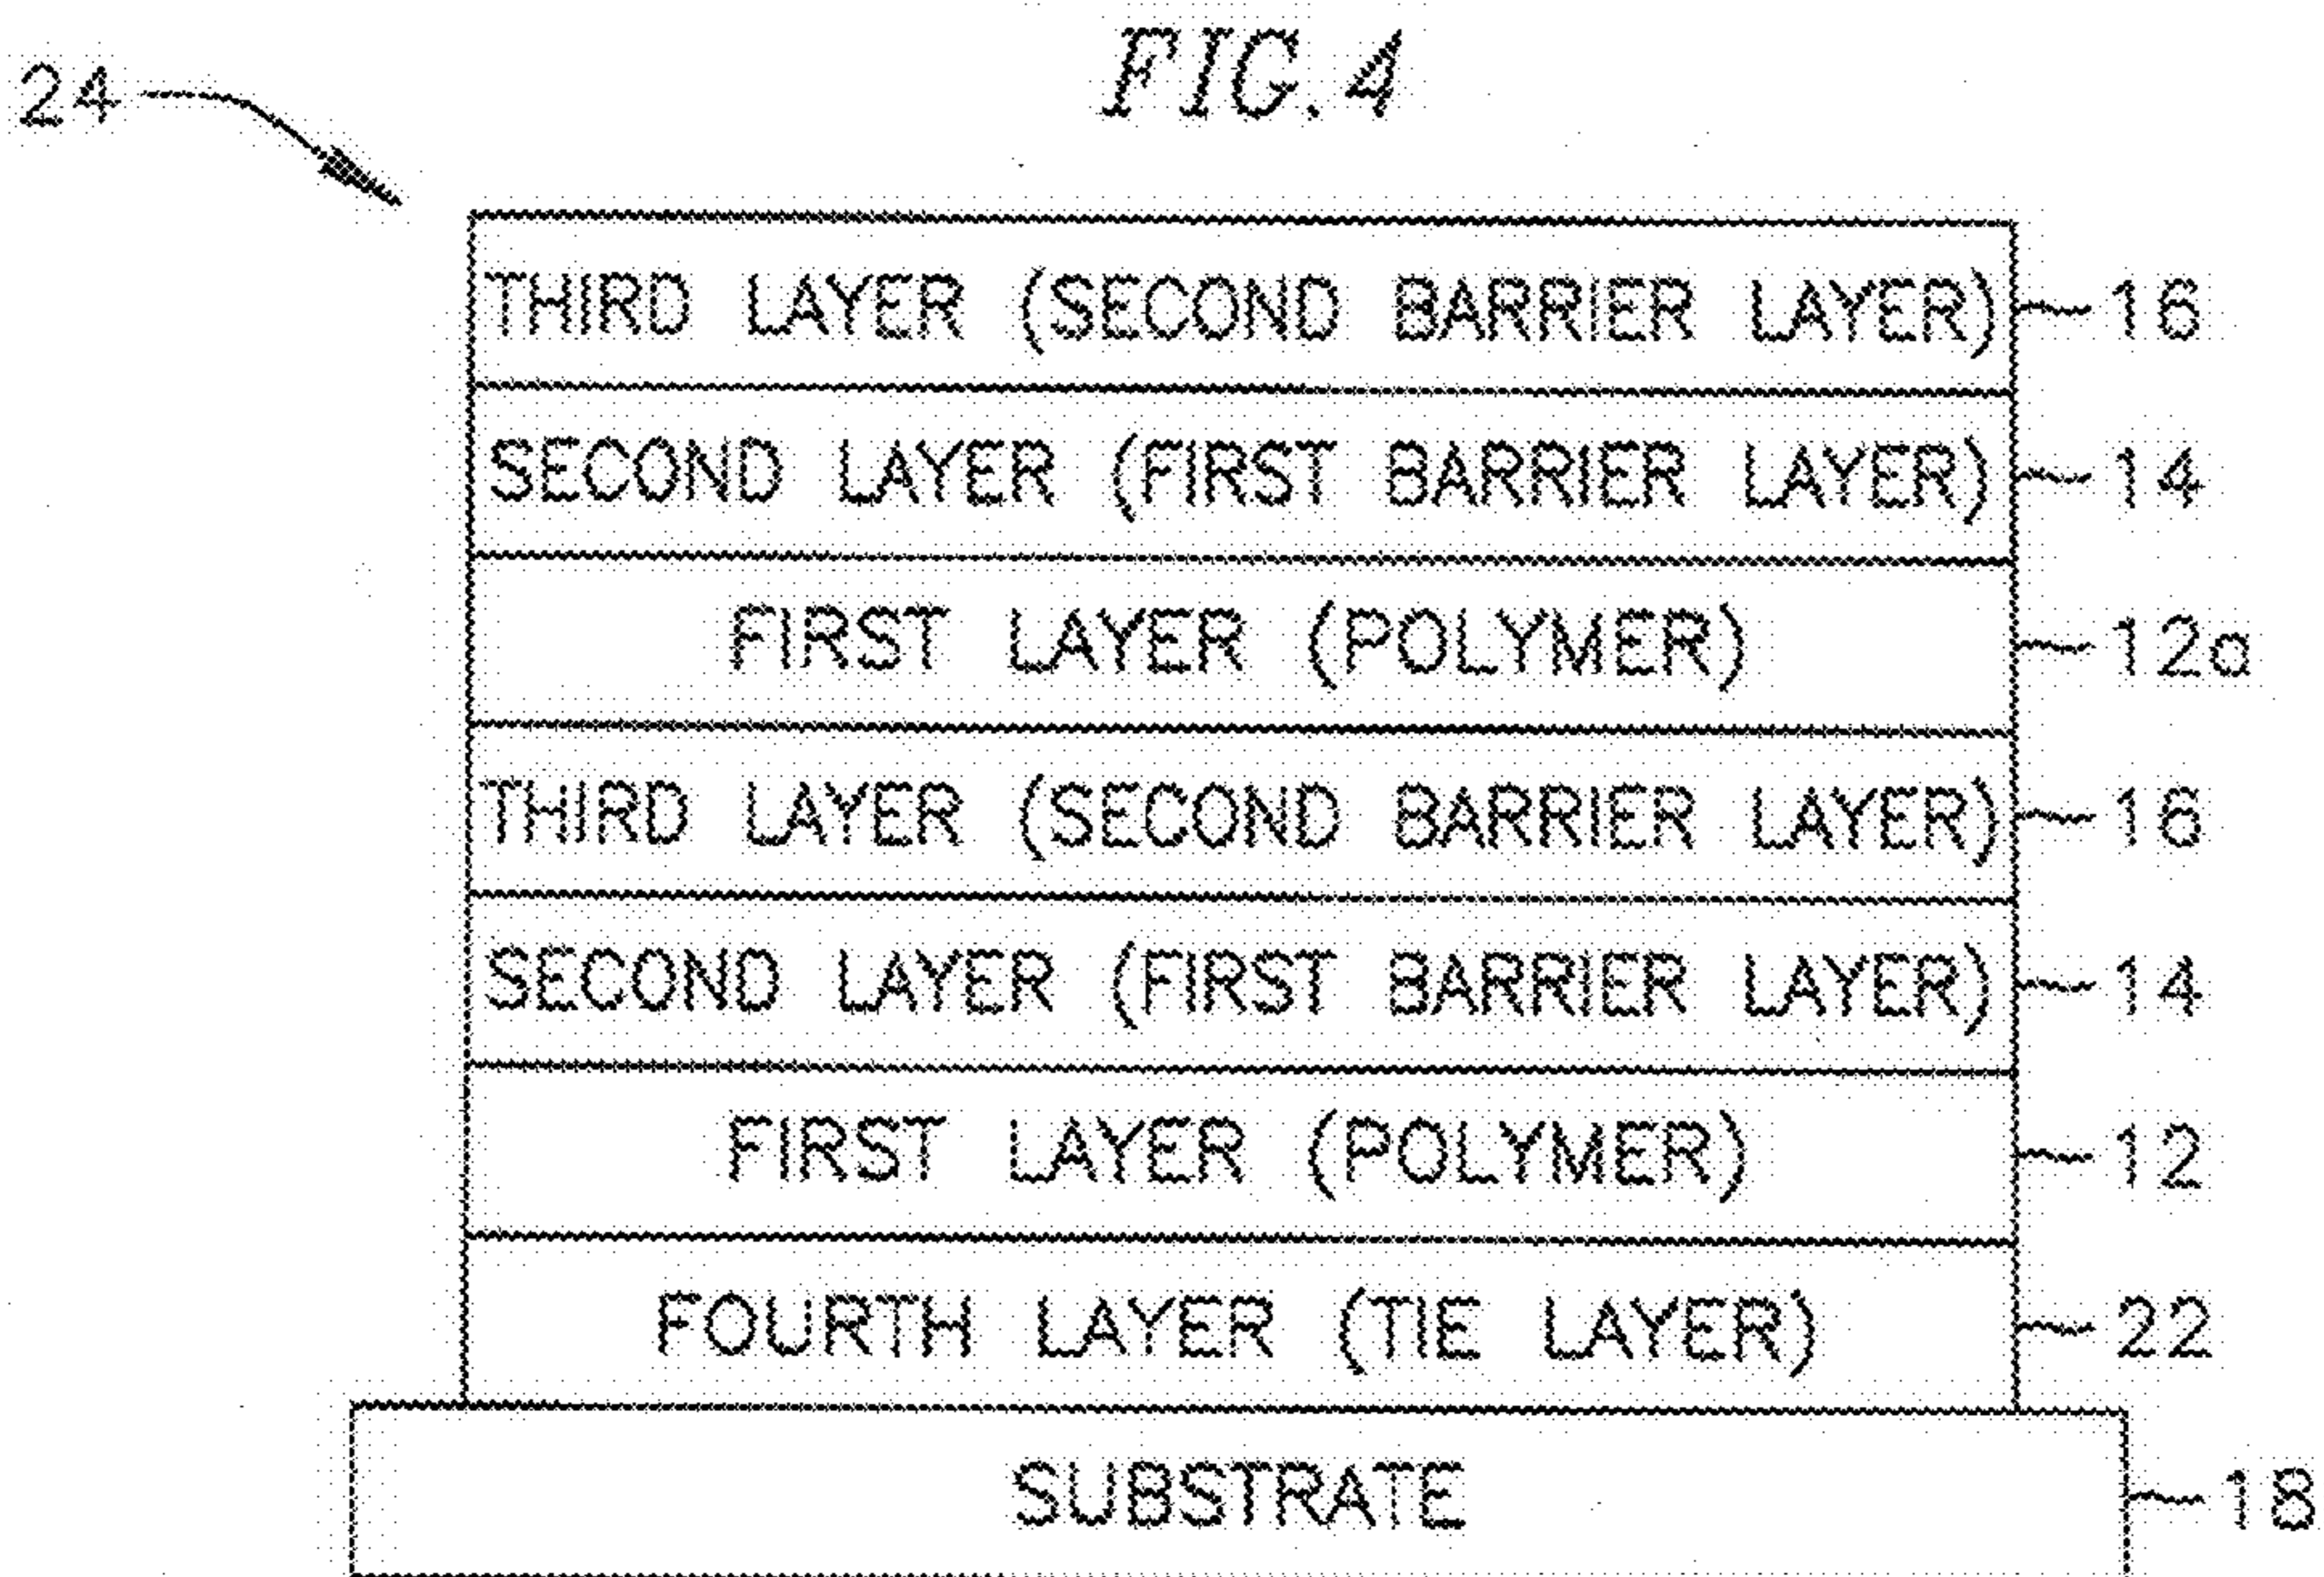 FIG. 4
24
THIRD LAYER (SECOND BARRIER LAYER) 16
SECOND LAYER (FIRST BARRIER LAYER) 14
FIRST LAYER (POLYMER) 12a
THIRD LAYER (SECOND BARRIER LAYER) 16
SECOND LAYER (FIRST BARRIER LAYER) 14
FIRST LAYER (POLYMER) 12
FOURTH LAYER (TIE LAYER) 22
SUBSTRATE 18